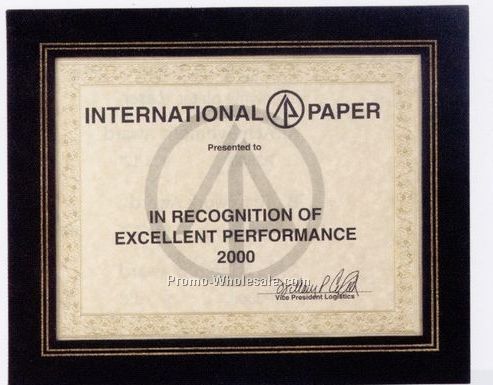 INTERNATIONAL PAPER
Presented to
IN RECOGNITION OF
EXCELLENT PERFORMANCE
2000
Promo-Wholesale.com
Vice President Logistics